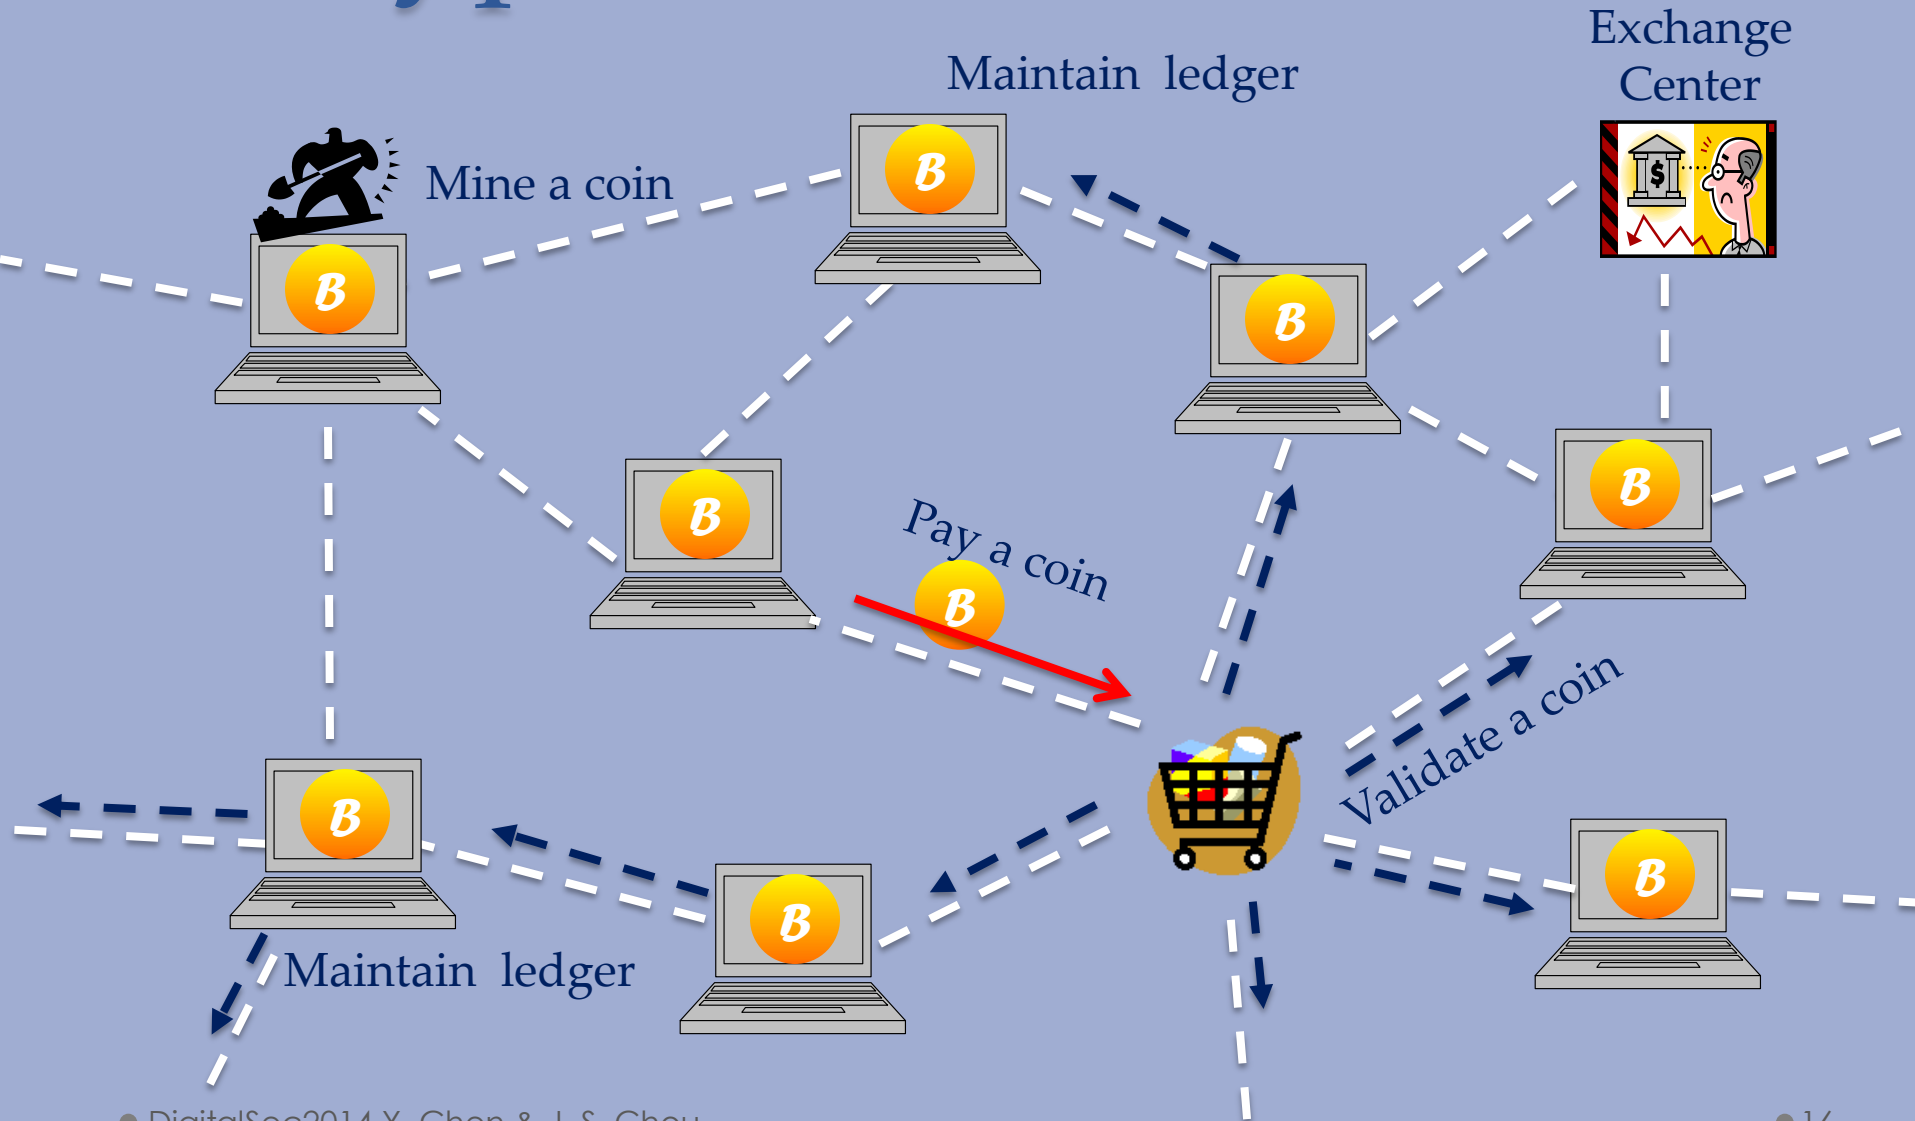 Exchange
Center
Maintain ledger
Mine a coin
B
B
B
$
B
B
Pay a coin
B
B
Validate a coin
B
B
B
Maintain ledger